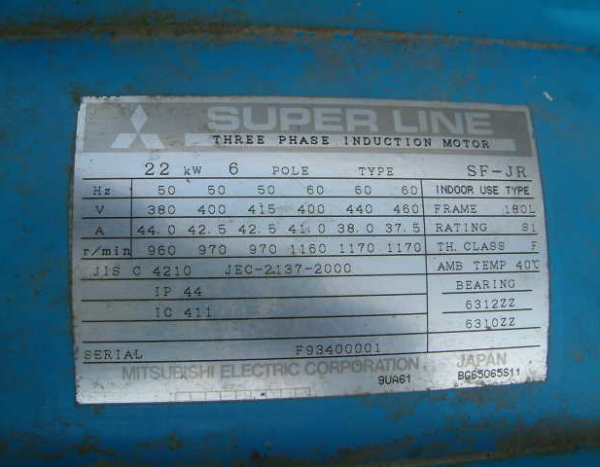 SUPER LINE
THREE PHASE INDUCTION MOTOR
22 kW 6 POLE TYPE SF-JR
Hz 50 50 50 60 60 60 INDOOR USE TYPE
V 380 400 415 400 440 460 FRAME 180L
A 44.0 42.5 42.5 41.0 38.0 37.5 RATING S1
r/min 960 970 970 1160 1170 1170 TH. CLASS F
JIS C 4210 JEC-2137-2000 AMB TEMP 40℃
IP 44 BEARING
IC 411 6312ZZ
6310ZZ
SERIAL F93400001
MITSUBISHI ELECTRIC CORPORATION JAPAN
9UA61 BG65065S11